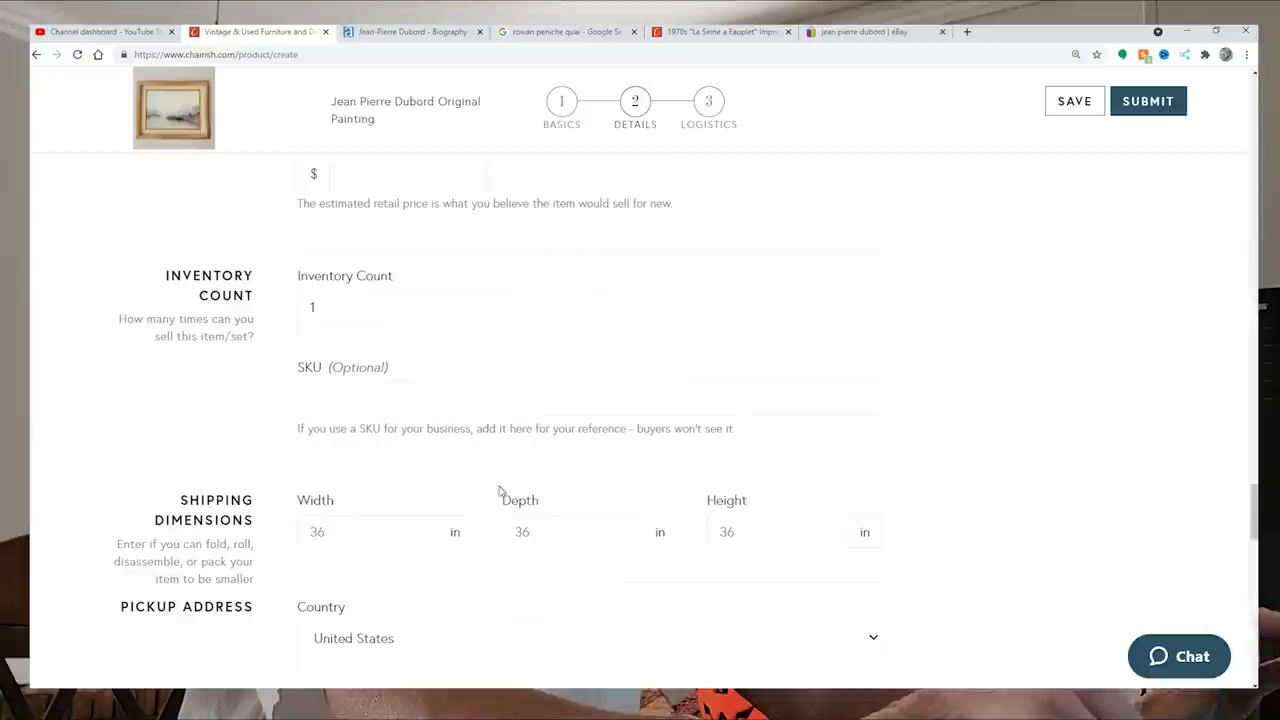 Channel dashboard - YouTube S
Vintage & Used Furniture and D
Jean-Pierre Dubord - Biography
rowan peniche quai - Google Se
1970s "La Seine a Eauplet" Impr
jean pierre dubord | eBay
https://www.chairish.com/product/create
Jean Pierre Dubord Original
Painting
1
2
3
BASICS
DETAILS
LOGISTICS
SAVE
SUBMIT
$
The estimated retail price is what you believe the item would sell for new.
INVENTORY
COUNT
How many times can you
sell this item/set?
Inventory Count
1
SKU (Optional)
If you use a SKU for your business, add it here for your reference - buyers won't see it
SHIPPING
DIMENSIONS
Enter if you can fold, roll,
disassemble, or pack your
item to be smaller
Width
Depth
Height
36 in
36 in
36 in
PICKUP ADDRESS
Country
United States
Chat